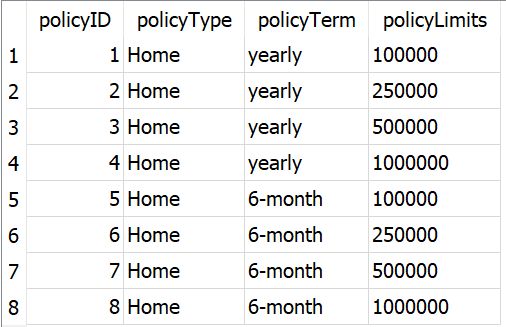 policyID policyType policyTerm policyLimits
1 1 Home yearly 100000
2 2 Home yearly 250000
3 3 Home yearly 500000
4 4 Home yearly 1000000
5 5 Home 6-month 100000
6 6 Home 6-month 250000
7 7 Home 6-month 500000
8 8 Home 6-month 1000000